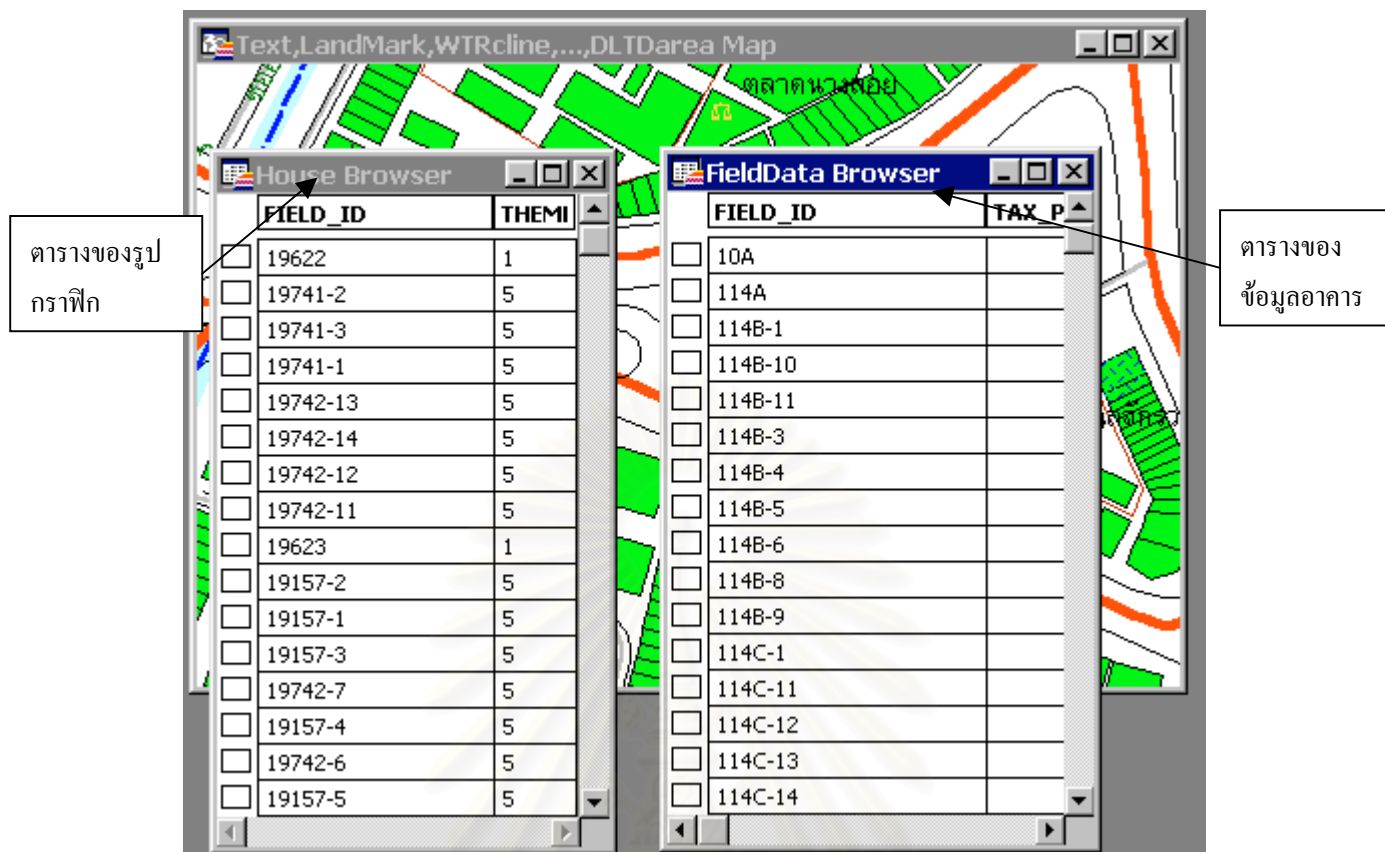 Text,LandMark,WTRcline,...,DLTDarea Map
ตลาดนางลอย
House Browser
FIELD_ID THEMI
19622 1
19741-2 5
19741-3 5
19741-1 5
19742-13 5
19742-14 5
19742-12 5
19742-11 5
19623 1
19157-2 5
19157-1 5
19157-3 5
19742-7 5
19157-4 5
19742-6 5
19157-5 5
FieldData Browser
FIELD_ID TAX_P
10A
114A
114B-1
114B-10
114B-11
114B-3
114B-4
114B-5
114B-6
114B-8
114B-9
114C-1
114C-11
114C-12
114C-13
114C-14
ตารางของรูป
กราฟิก
ตารางของ
ข้อมูลอาคาร